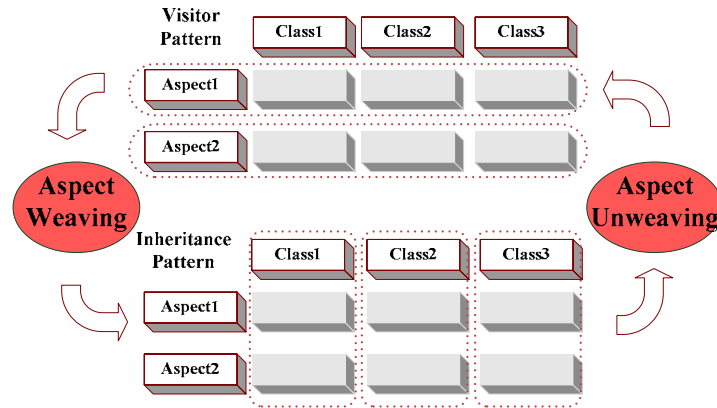 Visitor
Pattern
Class1 Class2 Class3
Aspect1
Aspect2
Aspect
Weaving
Aspect
Unweaving
Inheritance
Pattern
Class1 Class2 Class3
Aspect1
Aspect2